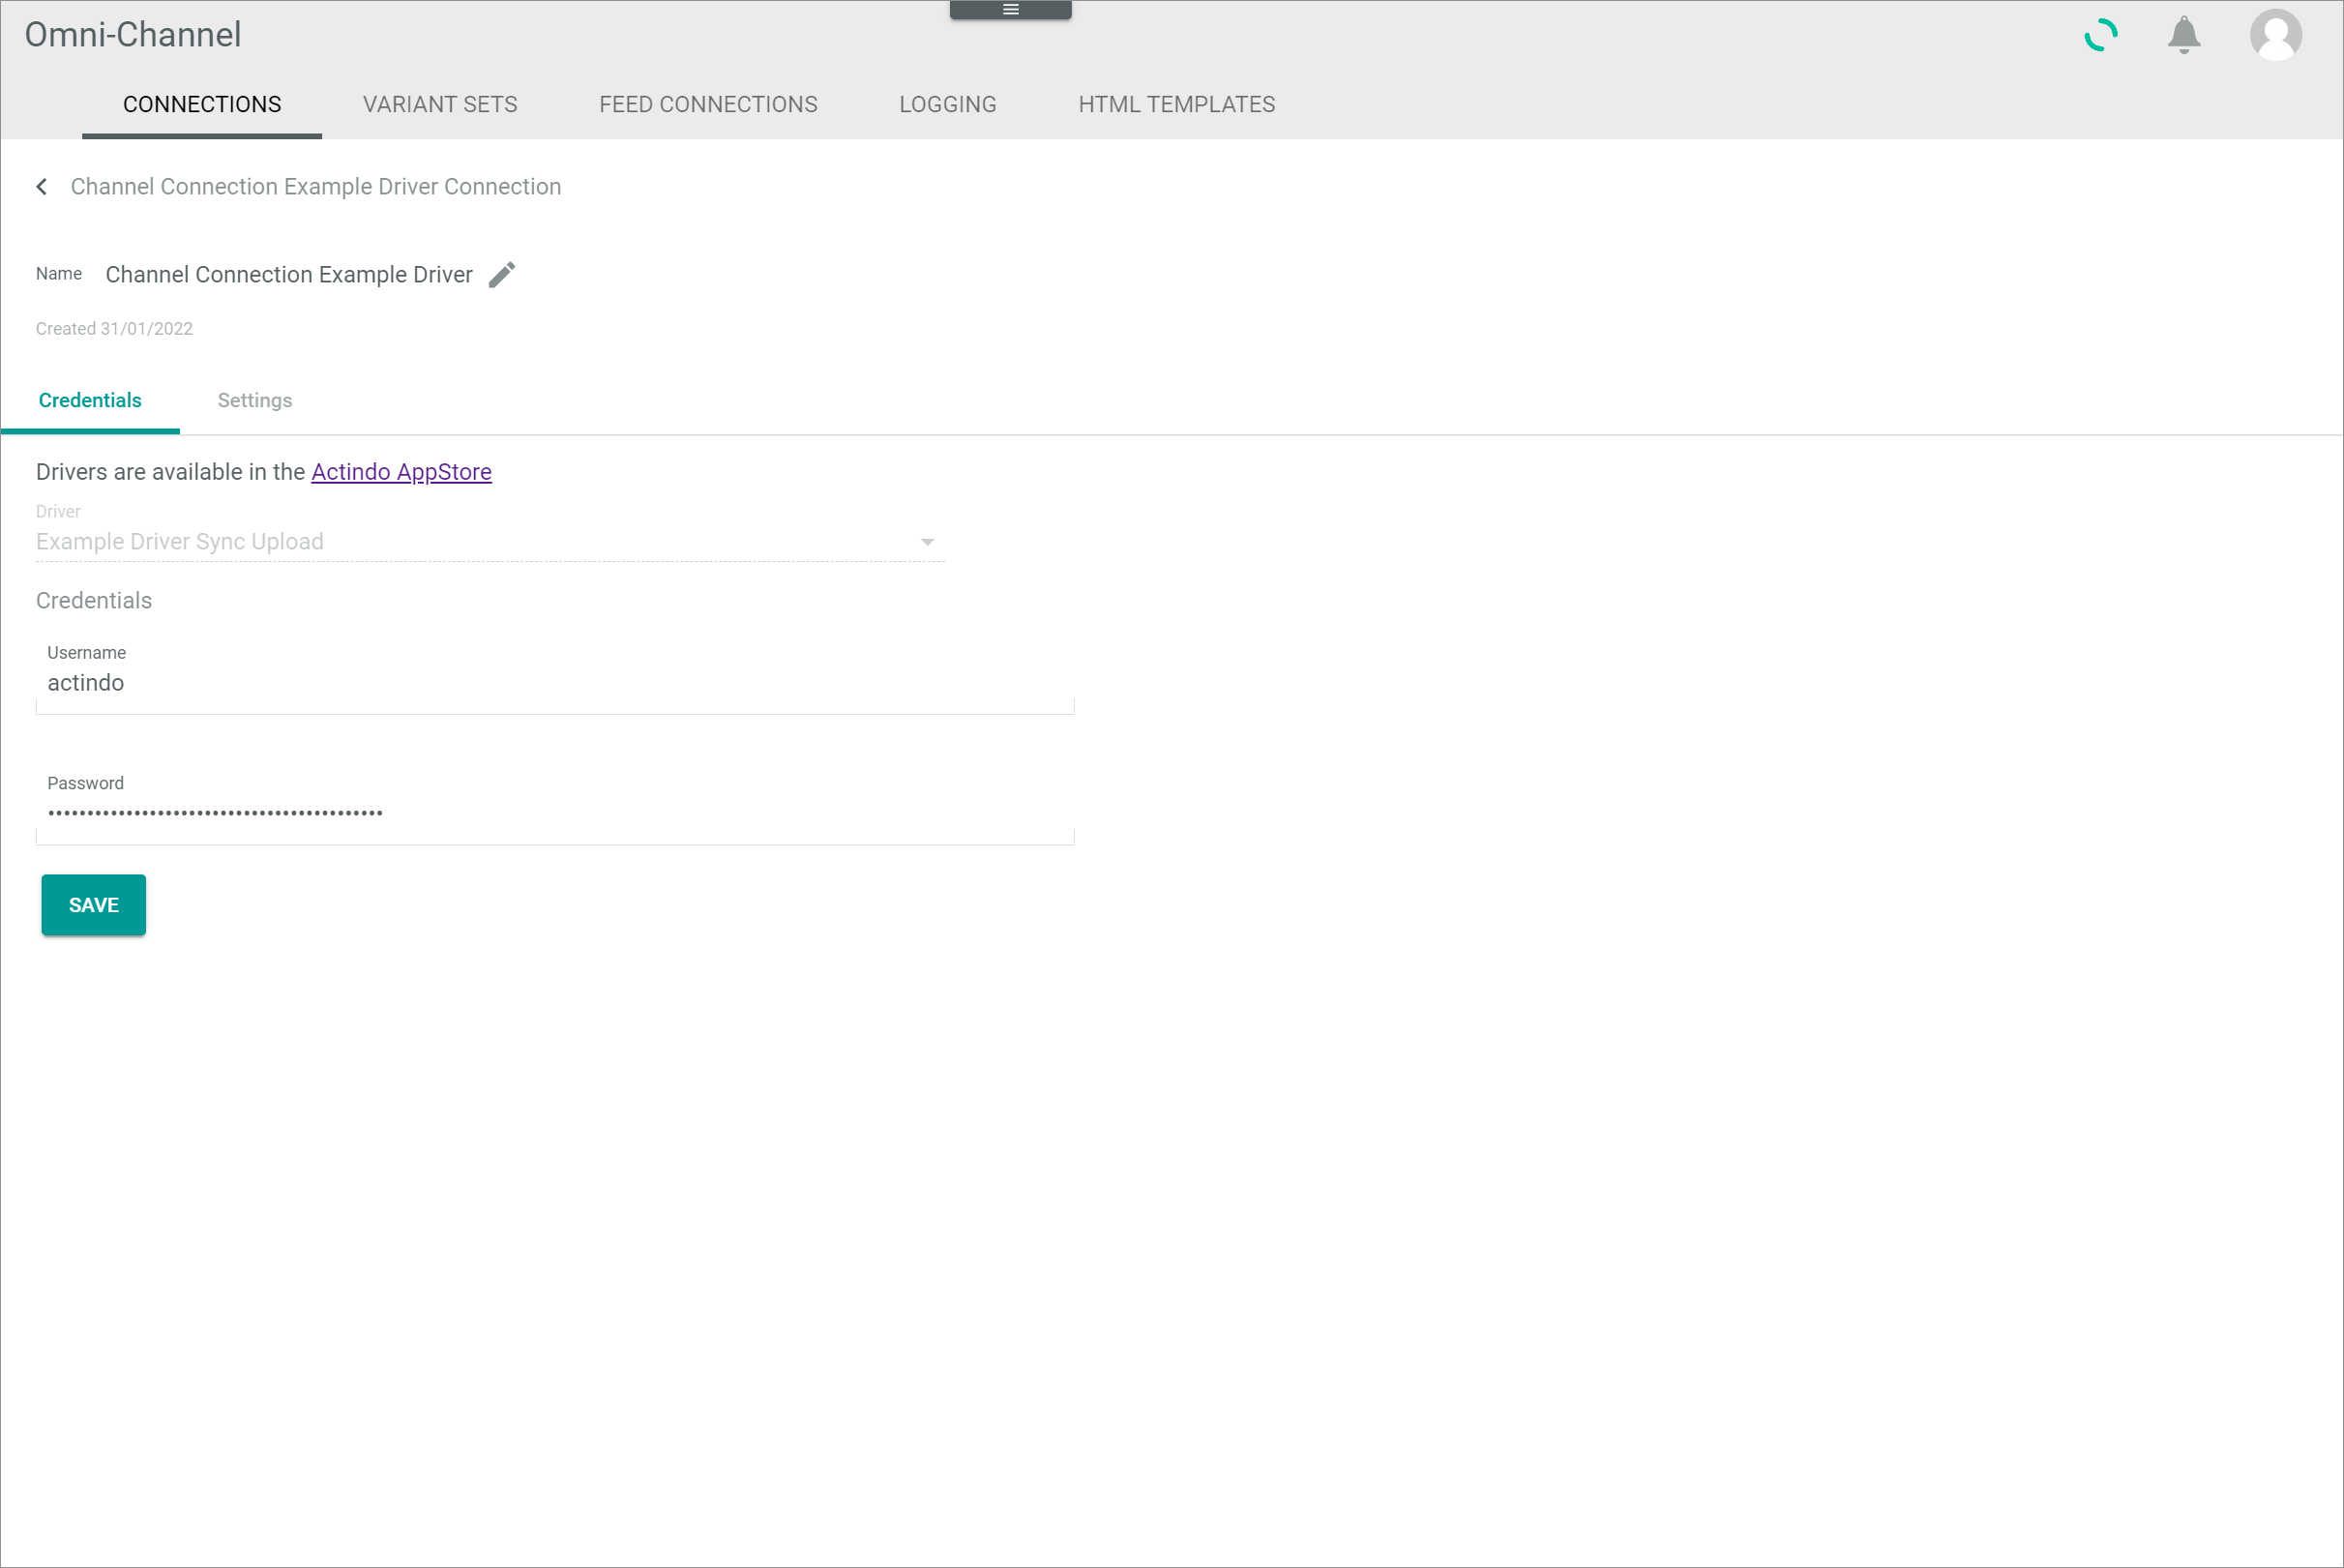 Omni-Channel
CONNECTIONS VARIANT SETS FEED CONNECTIONS LOGGING HTML TEMPLATES
Channel Connection Example Driver Connection
Name Channel Connection Example Driver
Created 31/01/2022
Credentials Settings
Drivers are available in the Actindo AppStore
Driver
Example Driver Sync Upload
Credentials
Username
actindo
Password
SAVE